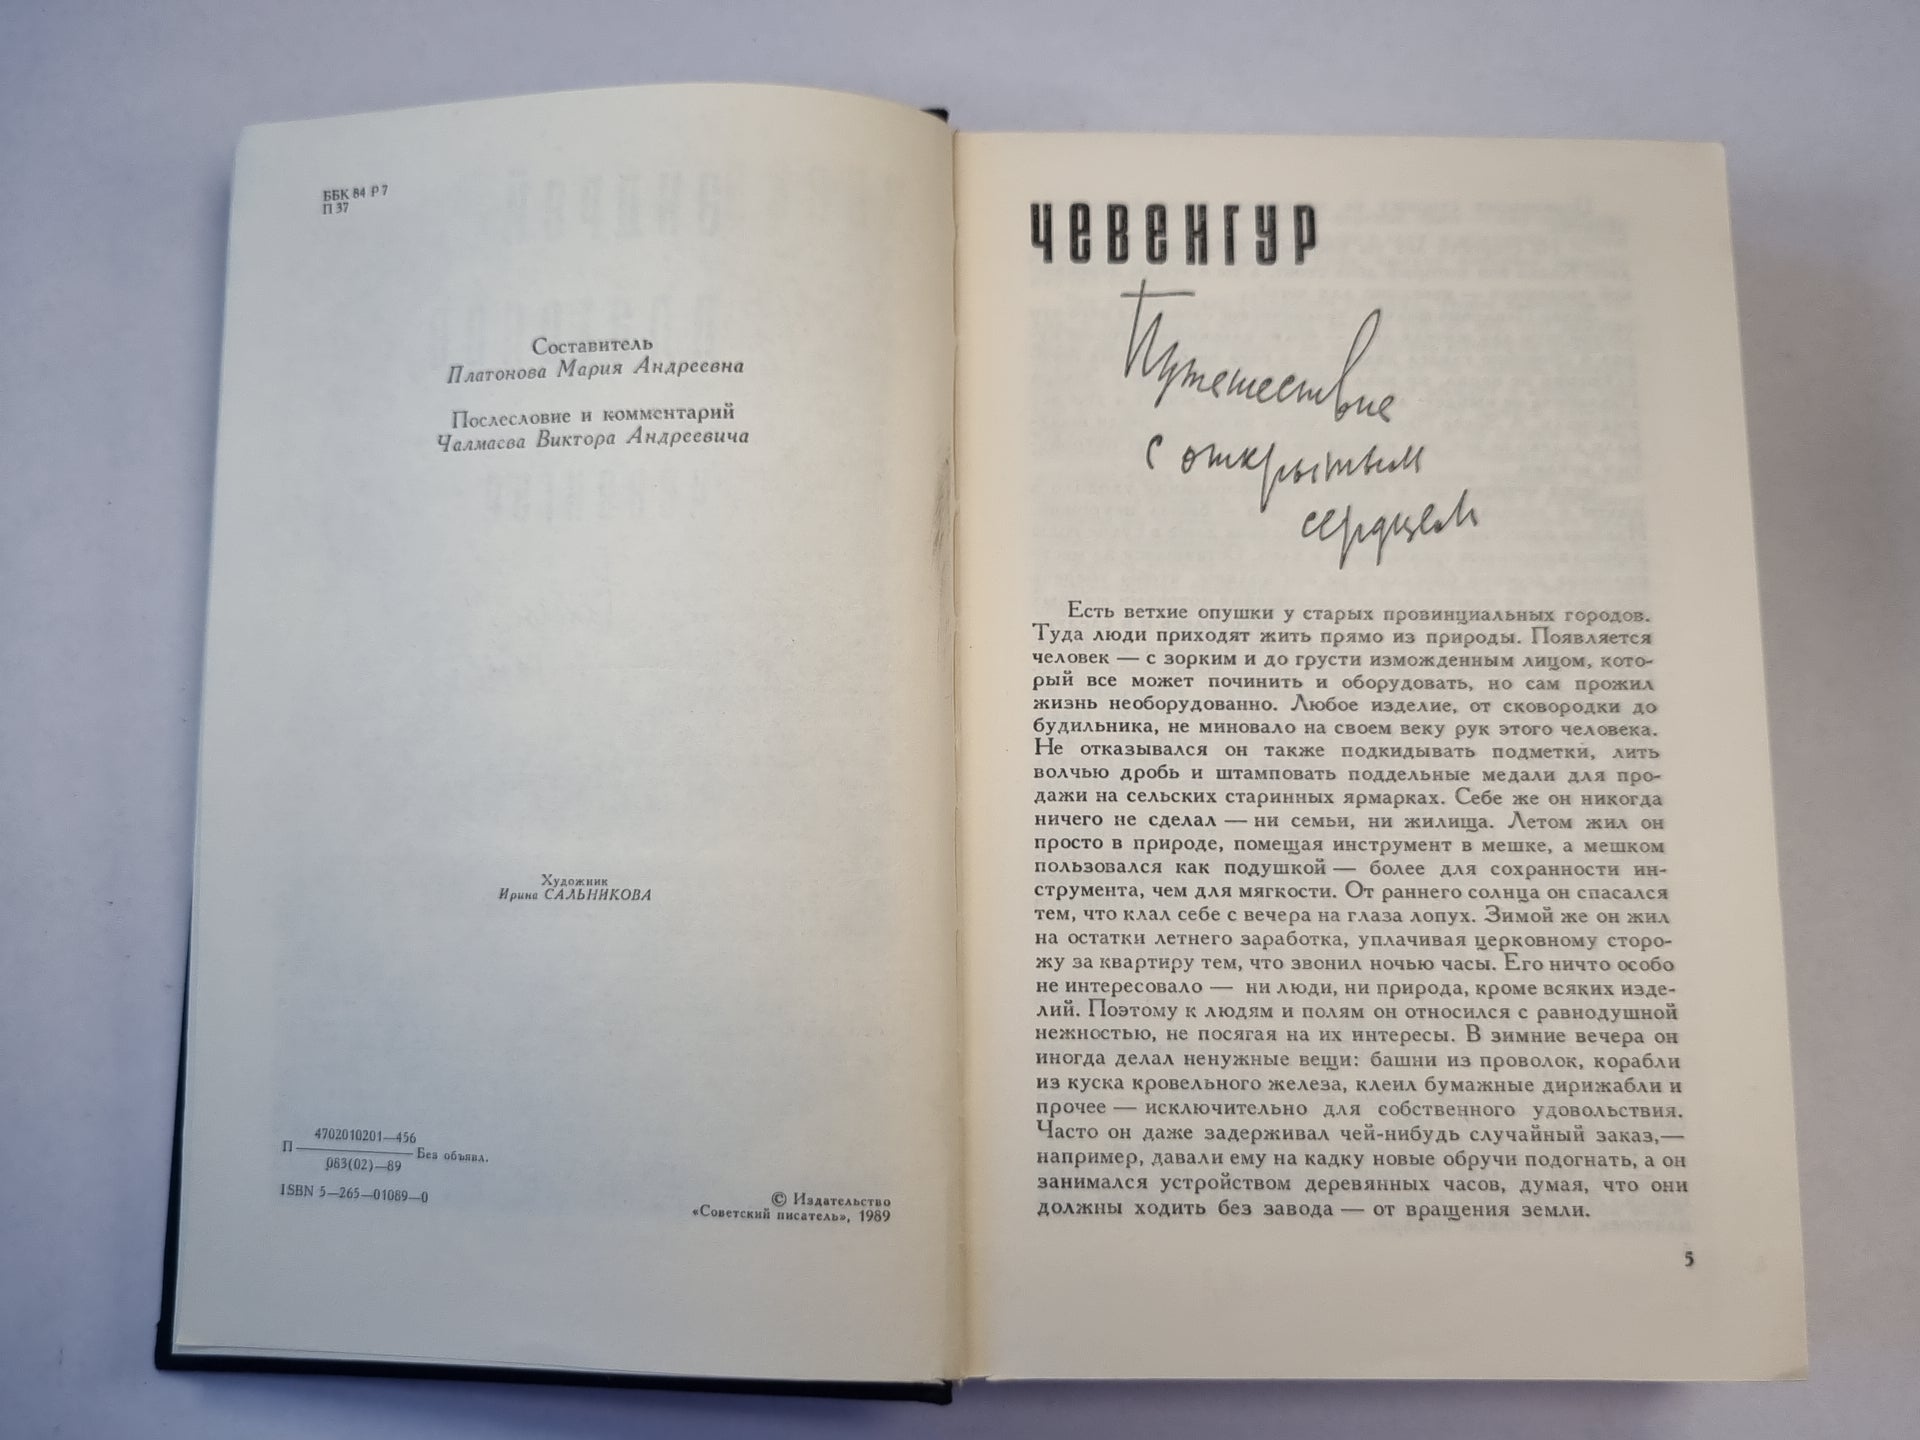 ББК 84 Р 7
П 37
Составитель
Платонова Мария Андреевна
Послесловие и комментарий
Чалмаева Виктора Андреевича
Художник
Ирина САЛЬНИКОВА
4702010201—456
П ——— Без объявл.
083(02)—89
ISBN 5—265—01089—0
© Издательство
«Советский писатель», 1989
ЧЕВЕНГУР
Путешествие
с открытым
сердцем
Есть ветхие опушки у старых провинциальных городов.
Туда люди приходят жить прямо из природы. Появляется
человек — с зорким и до грусти изможденным лицом, кото-
рый все может починить и оборудовать, но сам прожил
жизнь необорудованно. Любое изделие, от сковородки до
будильника, не миновало на своем веку рук этого человека.
Не отказывался он также подкидывать подметки, лить
волчью дробь и штамповать поддельные медали для про-
дажи на сельских старинных ярмарках. Себе же он никогда
ничего не сделал — ни семьи, ни жилища. Летом жил он
просто в природе, помещая инструмент в мешке, а мешком
пользовался как подушкой — более для сохранности ин-
струмента, чем для мягкости. От раннего солнца он спасался
тем, что клал себе с вечера на глаза лопух. Зимой же он жил
на остатки летнего заработка, уплачивая церковному сторо-
жу за квартиру тем, что звонил ночью часы. Его ничто особо
не интересовало — ни люди, ни природа, кроме всяких изде-
лий. Поэтому к людям и полям он относился с равнодушной
нежностью, не посягая на их интересы. В зимние вечера он
иногда делал ненужные вещи: башни из проволок, корабли
из куска кровельного железа, клеил бумажные дирижабли и
прочее — исключительно для собственного удовольствия.
Часто он даже задерживал чей-нибудь случайный заказ,—
например, давали ему на кадку новые обручи подогнать, а он
занимался устройством деревянных часов, думая, что они
должны ходить без завода — от вращения земли.
5